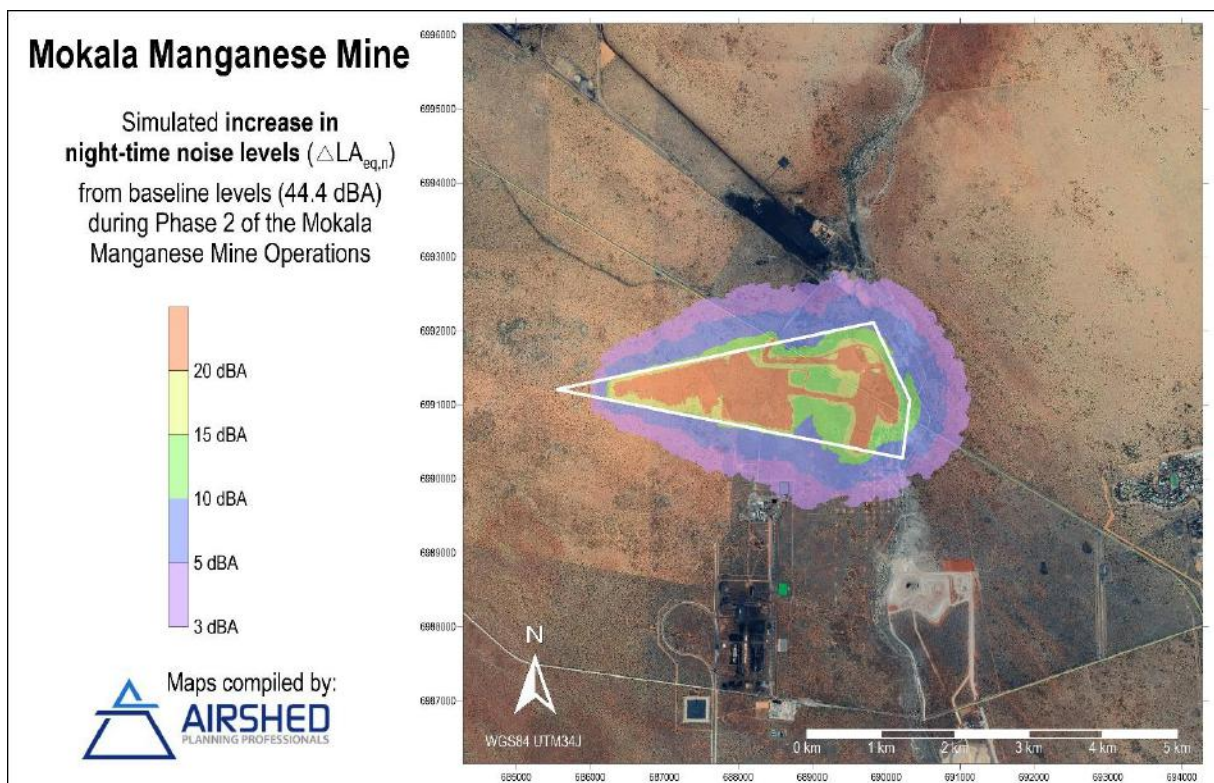 Mokala Manganese Mine
Simulated increase in
night-time noise levels (△LAeq,n)
from baseline levels (44.4 dBA)
during Phase 2 of the Mokala
Manganese Mine Operations
20 dBA
15 dBA
10 dBA
5 dBA
3 dBA
Maps compiled by:
AIRSHED
PLANNING PROFESSIONALS
6996000
6995000
6994000
6993000
6992000
6991000
6990000
6989000
6988000
6987000
N
WGS84 UTM34J
0 km 1 km 2 km 3 km 4 km 5 km
685000 686000 687000 688000 689000 690000 691000 692000 693000 694000